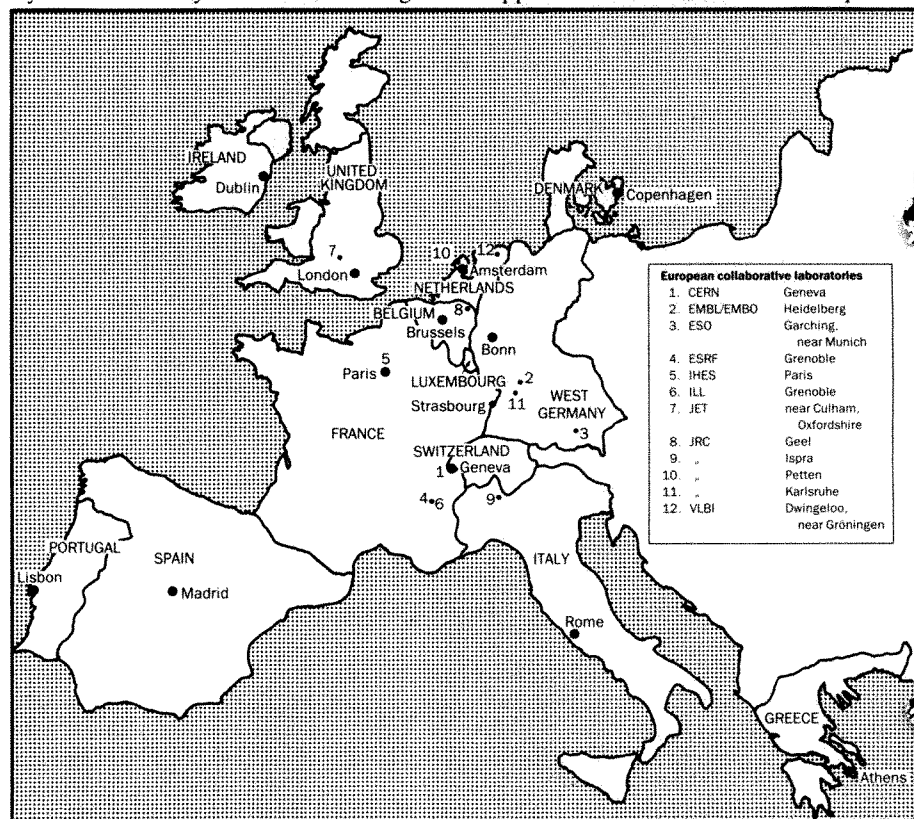 IRELAND
Dublin
UNITED
KINGDOM
7
London
DENMARK
Copenhagen
10
12
Amsterdam
NETHERLANDS
BELGIUM
8
Brussels
Bonn
5
Paris
LUXEMBOURG
2
11
Strasbourg
WEST
GERMANY
3
FRANCE
SWITZERLAND
1
Geneva
4
6
9
PORTUGAL
SPAIN
ITALY
Lisbon
Madrid
Rome
GREECE
Athens
European collaborative laboratories
1. CERN Geneva
2. EMBL/EMBO Heidelberg
3. ESO Garching,
near Munich
4. ESRF Grenoble
5. IHES Paris
6. ILL Grenoble
7. JET near Culham,
Oxfordshire
8. JRC Geel
9. „ Ispra
10. „ Petten
11. „ Karlsruhe
12. VLBI Dwingeloo,
near Gröningen